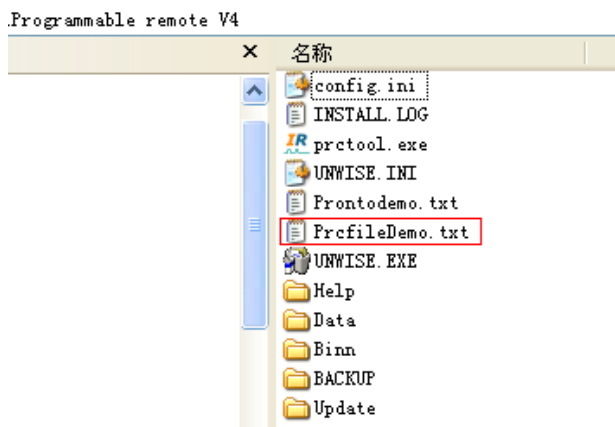 .Programmable remote V4
× 名称
config.ini
INSTALL.LOG
IR prctool.exe
UNWISE.INI
Prontodemo.txt
PrcfileDemo.txt
UNWISE.EXE
Help
Data
Binn
BACKUP
Update